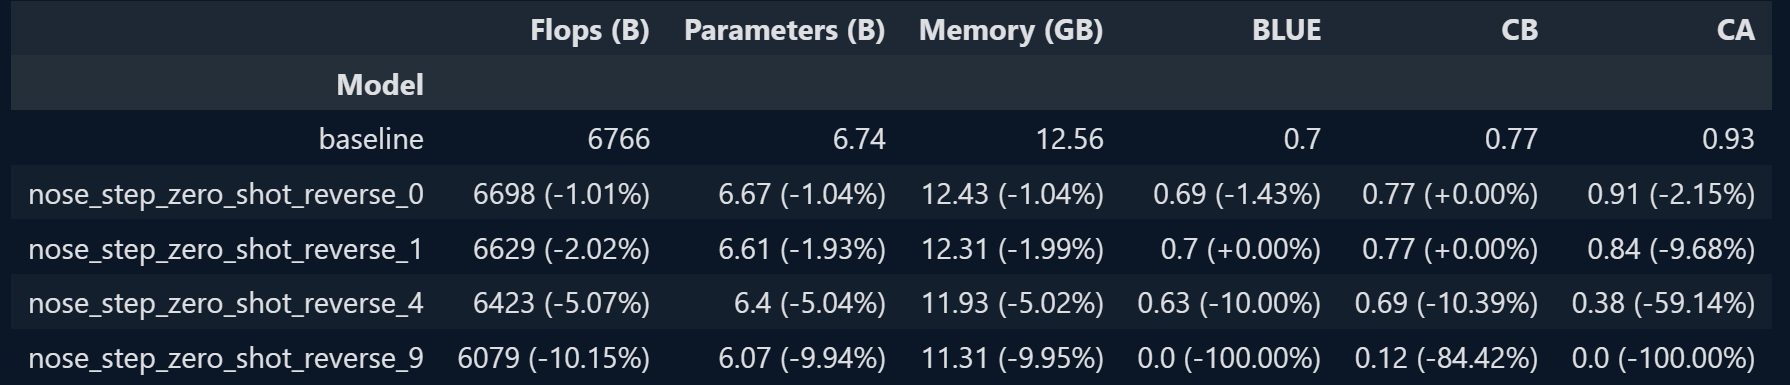 Flops (B) Parameters (B) Memory (GB) BLUE CB CA
Model
baseline 6766 6.74 12.56 0.7 0.77 0.93
nose_step_zero_shot_reverse_0 6698 (-1.01%) 6.67 (-1.04%) 12.43 (-1.04%) 0.69 (-1.43%) 0.77 (+0.00%) 0.91 (-2.15%)
nose_step_zero_shot_reverse_1 6629 (-2.02%) 6.61 (-1.93%) 12.31 (-1.99%) 0.7 (+0.00%) 0.77 (+0.00%) 0.84 (-9.68%)
nose_step_zero_shot_reverse_4 6423 (-5.07%) 6.4 (-5.04%) 11.93 (-5.02%) 0.63 (-10.00%) 0.69 (-10.39%) 0.38 (-59.14%)
nose_step_zero_shot_reverse_9 6079 (-10.15%) 6.07 (-9.94%) 11.31 (-9.95%) 0.0 (-100.00%) 0.12 (-84.42%) 0.0 (-100.00%)